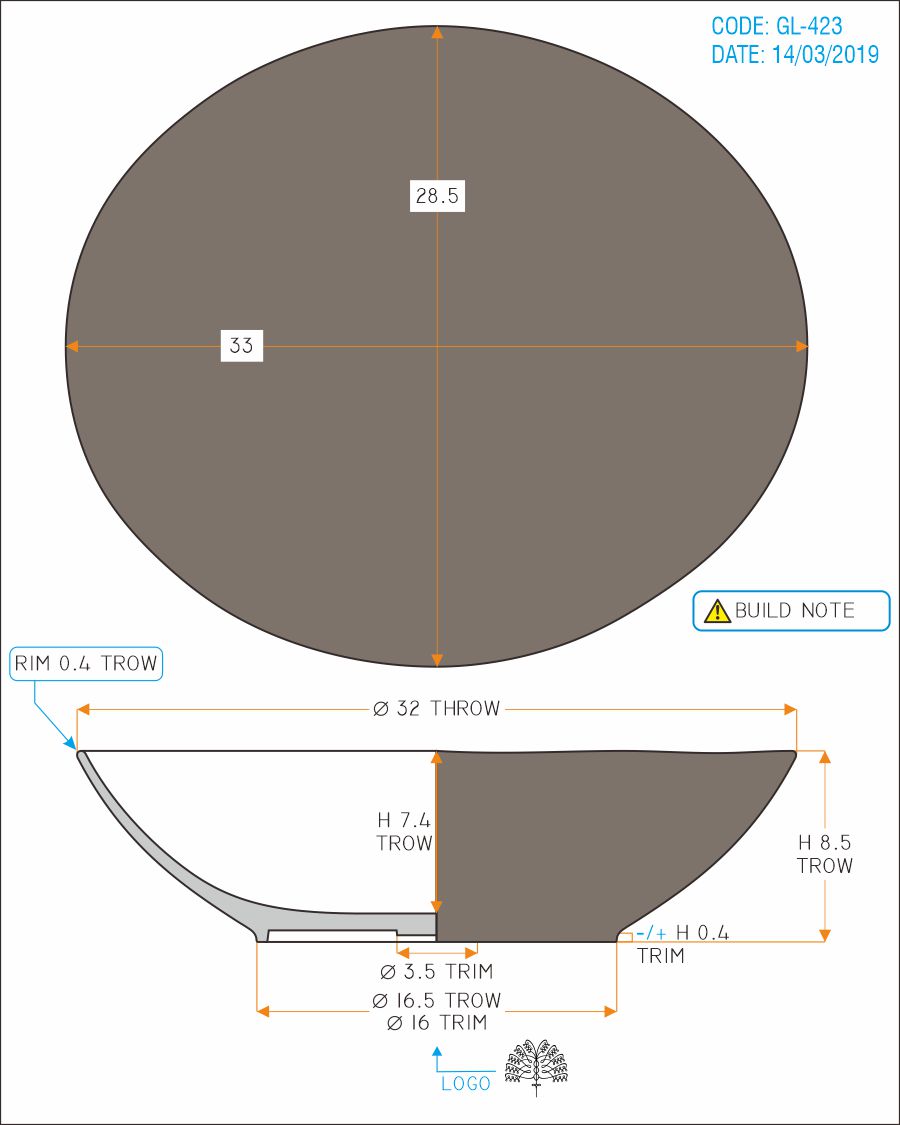 CODE: GL-423
DATE: 14/03/2019
28.5
33
BUILD NOTE
RIM 0.4 TROW
Ø 32 THROW
H 7.4
TROW
H 8.5
TROW
-/+ H 0.4
TRIM
Ø 3.5 TRIM
Ø 16.5 TROW
Ø 16 TRIM
LOGO